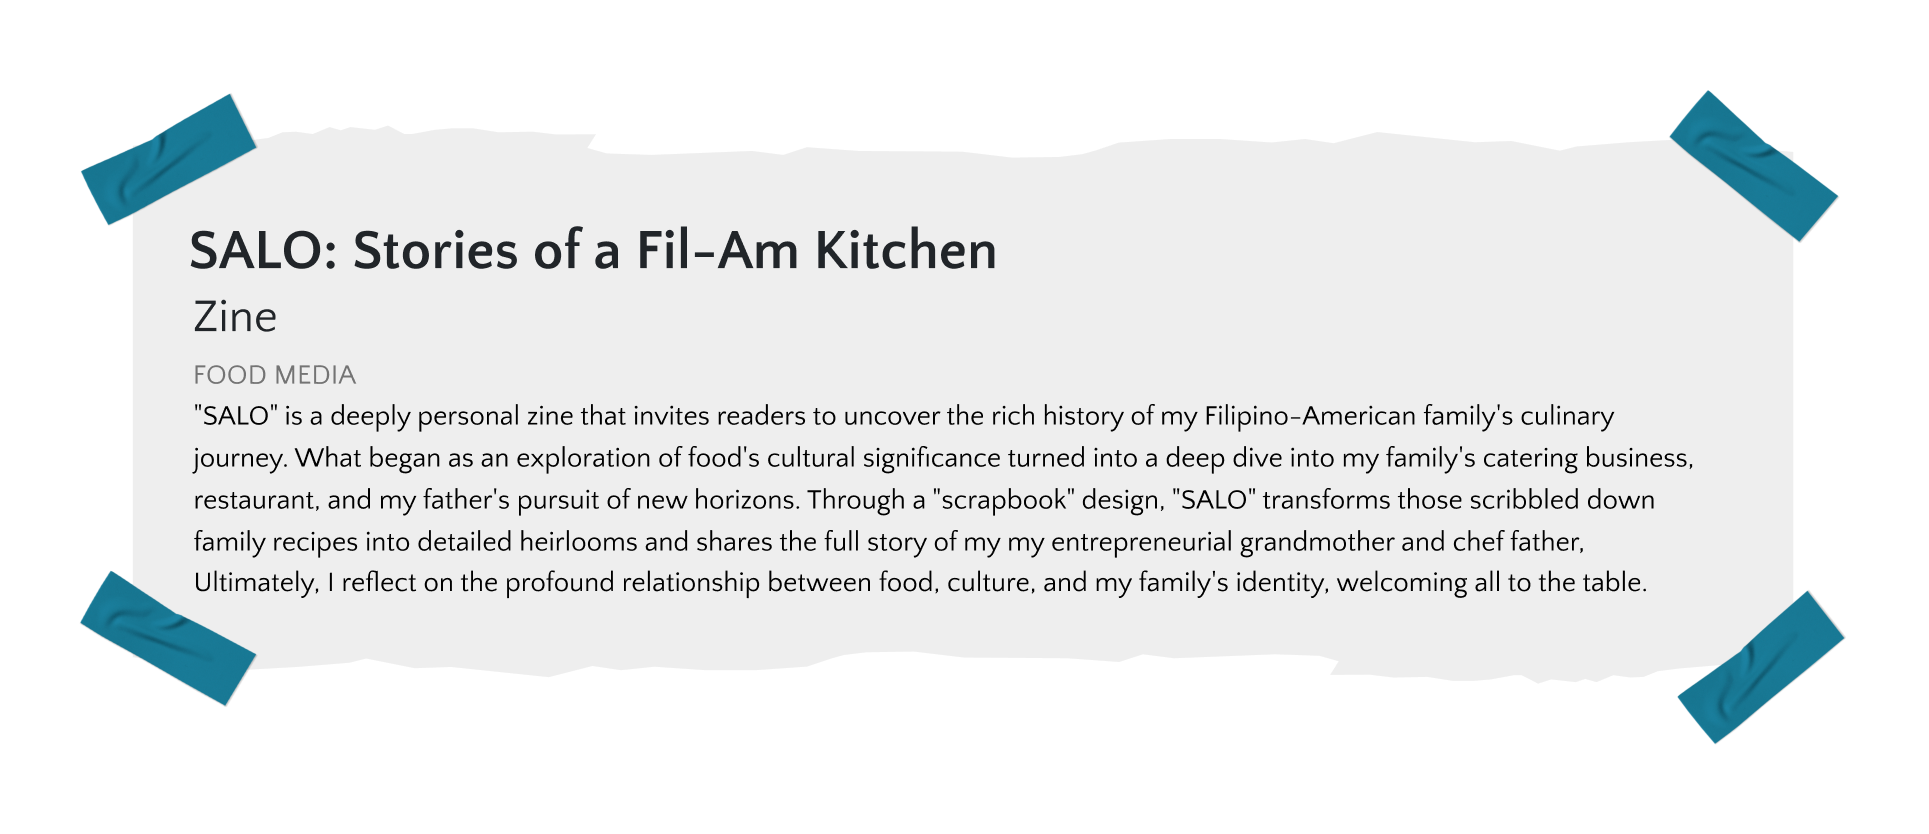 SALO: Stories of a Fil-Am Kitchen
Zine
FOOD MEDIA
"SALO" is a deeply personal zine that invites readers to uncover the rich history of my Filipino-American family's culinary
journey. What began as an exploration of food's cultural significance turned into a deep dive into my family's catering business,
restaurant, and my father's pursuit of new horizons. Through a "scrapbook" design, "SALO" transforms those scribbled down
family recipes into detailed heirlooms and shares the full story of my my entrepreneurial grandmother and chef father,
Ultimately, I reflect on the profound relationship between food, culture, and my family's identity, welcoming all to the table.